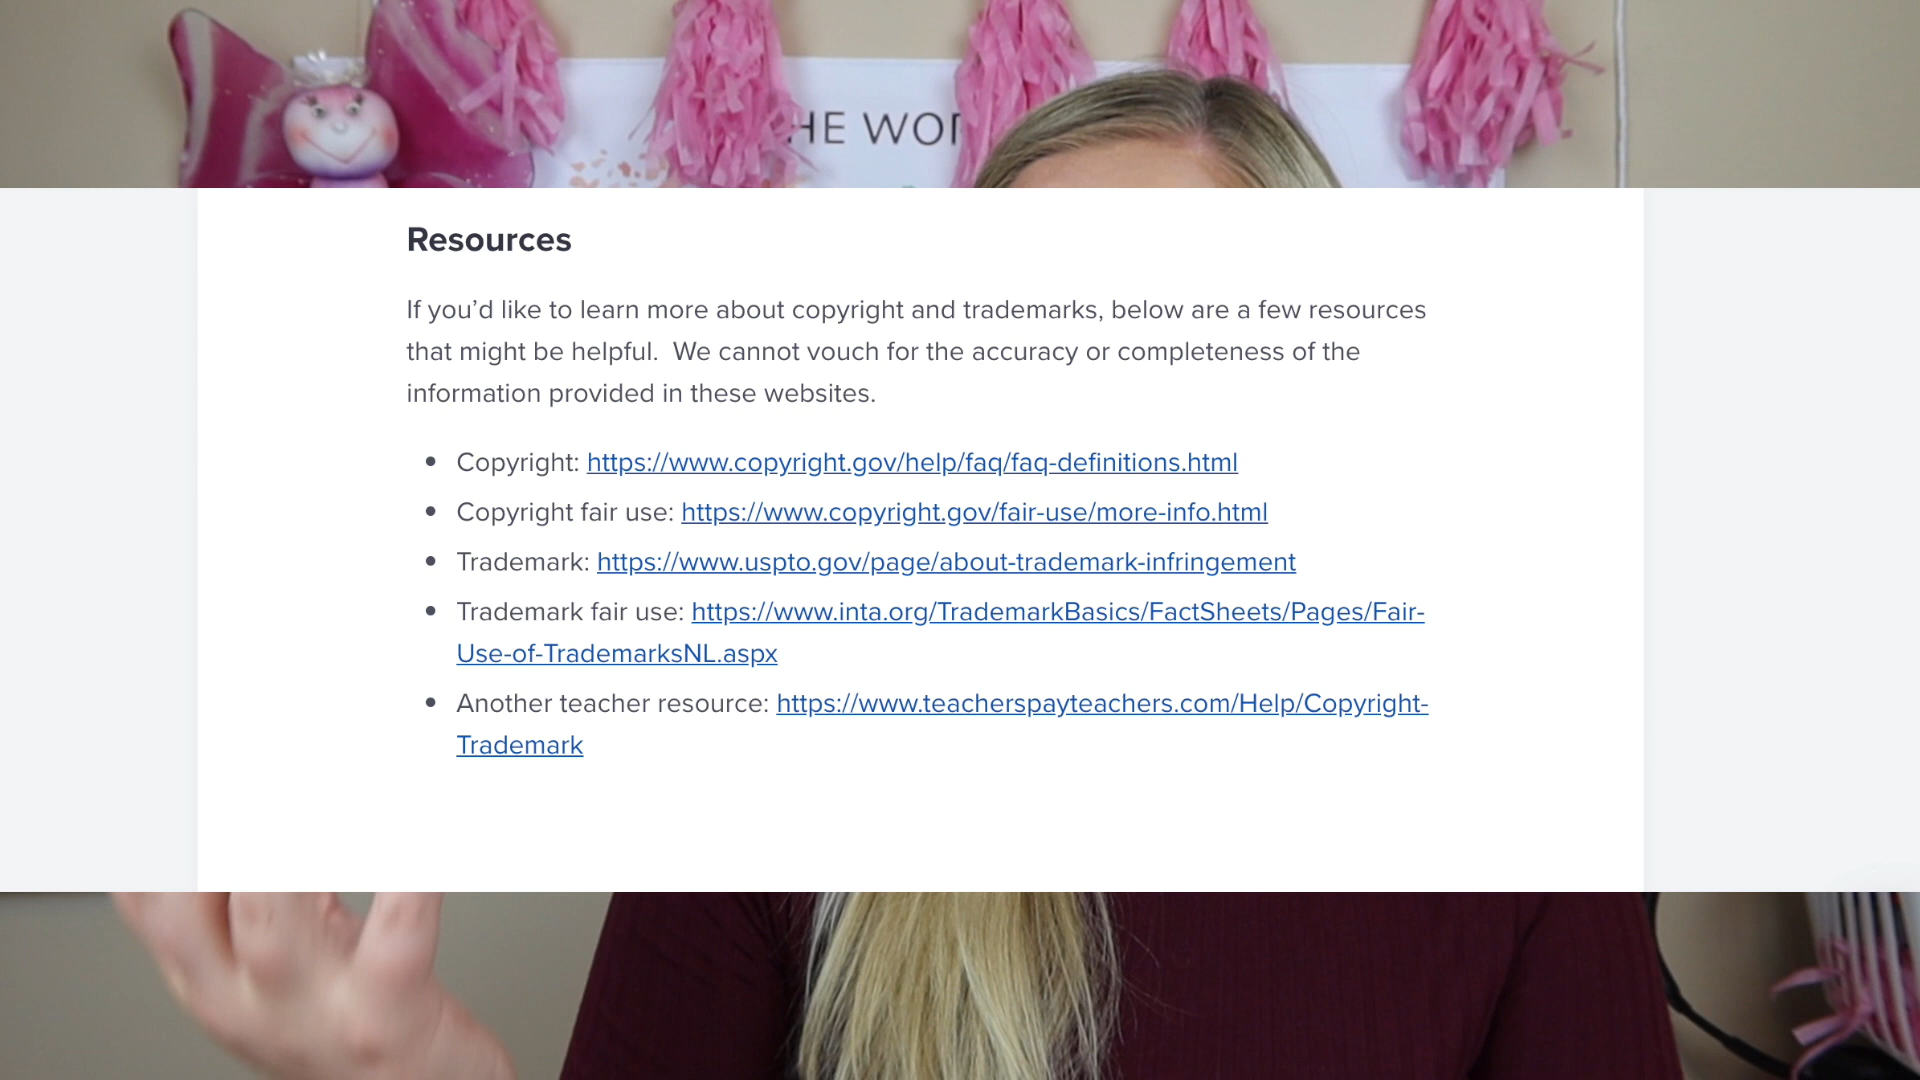 HE WOR
Resources
If you’d like to learn more about copyright and trademarks, below are a few resources
that might be helpful.  We cannot vouch for the accuracy or completeness of the
information provided in these websites.
• Copyright: https://www.copyright.gov/help/faq/faq-definitions.html
• Copyright fair use: https://www.copyright.gov/fair-use/more-info.html
• Trademark: https://www.uspto.gov/page/about-trademark-infringement
• Trademark fair use: https://www.inta.org/TrademarkBasics/FactSheets/Pages/Fair-
Use-of-TrademarksNL.aspx
• Another teacher resource: https://www.teacherspayteachers.com/Help/Copyright-
Trademark